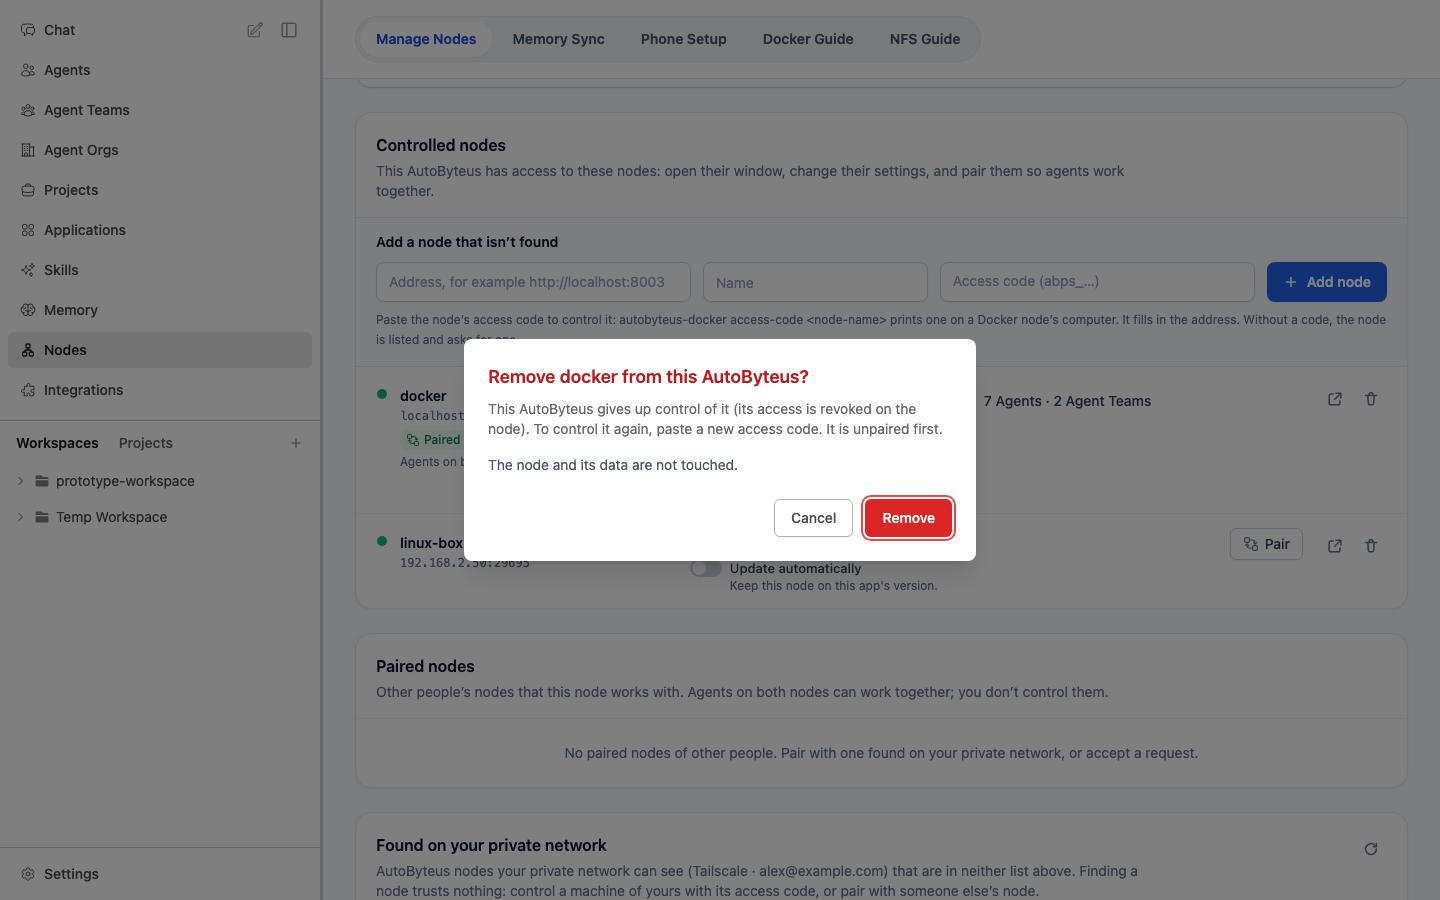 Chat
Agents
Agent Teams
Agent Orgs
Projects
Applications
Skills
Memory
Nodes
Integrations
Workspaces
Projects
prototype-workspace
Temp Workspace
Settings
Manage Nodes
Memory Sync
Phone Setup
Docker Guide
NFS Guide
Controlled nodes
This AutoByteus has access to these nodes: open their window, change their settings, and pair them so agents work
together.
Add a node that isn’t found
Address, for example http://localhost:8003
Name
Access code (abps_…)
Add node
Paste the node’s access code to control it: autobyteus-docker access-code <node-name> prints one on a Docker node’s computer. It fills in the address. Without a code, the node
is listed and asks for one.
docker
localhost
Paired
Agents on
7 Agents · 2 Agent Teams
Remove docker from this AutoByteus?
This AutoByteus gives up control of it (its access is revoked on the
node). To control it again, paste a new access code. It is unpaired first.
The node and its data are not touched.
Cancel
Remove
linux-box
192.168.2.50:29695
Update automatically
Keep this node on this app's version.
Pair
Paired nodes
Other people’s nodes that this node works with. Agents on both nodes can work together; you don’t control them.
No paired nodes of other people. Pair with one found on your private network, or accept a request.
Found on your private network
AutoByteus nodes your private network can see (Tailscale · alex@example.com) that are in neither list above. Finding a
node trusts nothing: control a machine of yours with its access code, or pair with someone else’s node.